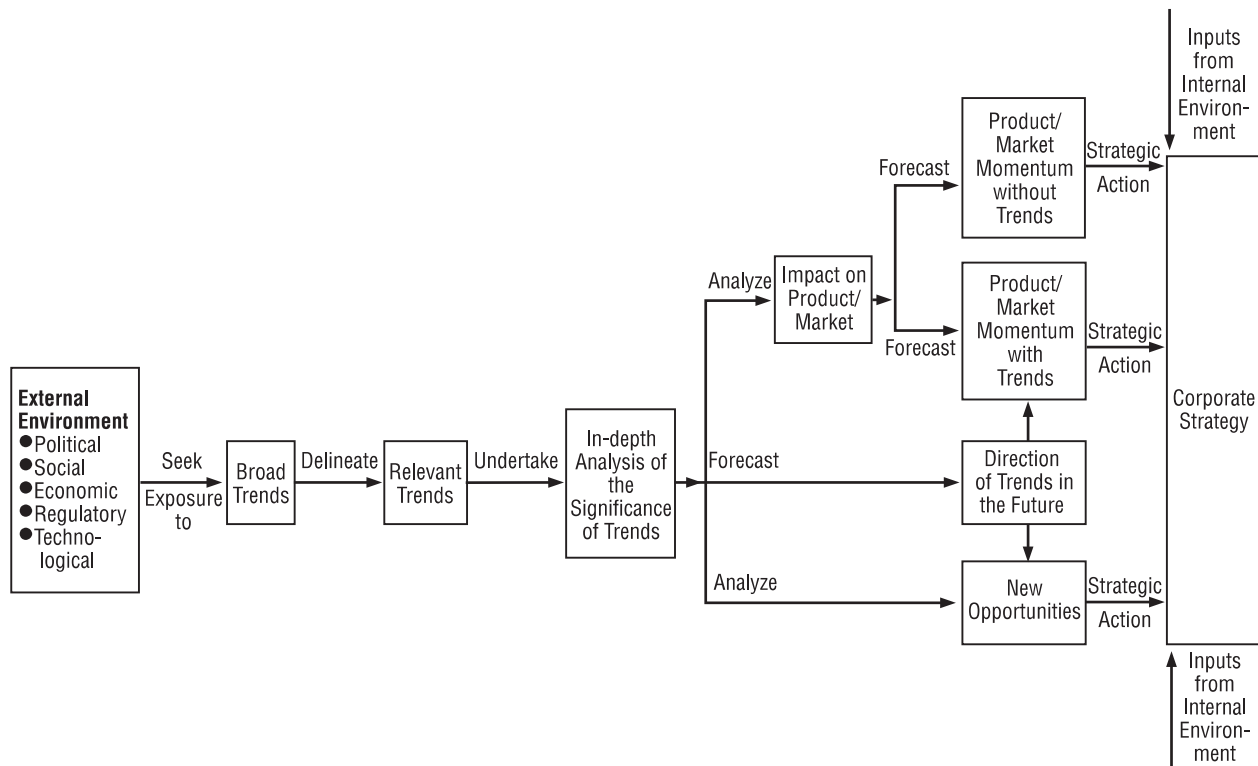 External
Environment
●Political
●Social
●Economic
●Regulatory
●Techno-
logical
Seek
Exposure
to
Broad
Trends
Delineate
Relevant
Trends
Undertake
In-depth
Analysis of
the
Significance
of Trends
Analyze
Impact on
Product/
Market
Forecast
Product/
Market
Momentum
without
Trends
Strategic
Action
Forecast
Product/
Market
Momentum
with
Trends
Strategic
Action
Forecast
Direction
of Trends in
the Future
Analyze
New
Opportunities
Strategic
Action
Inputs
from
Internal
Environ-
ment
Corporate
Strategy
Inputs
from
Internal
Environ-
ment